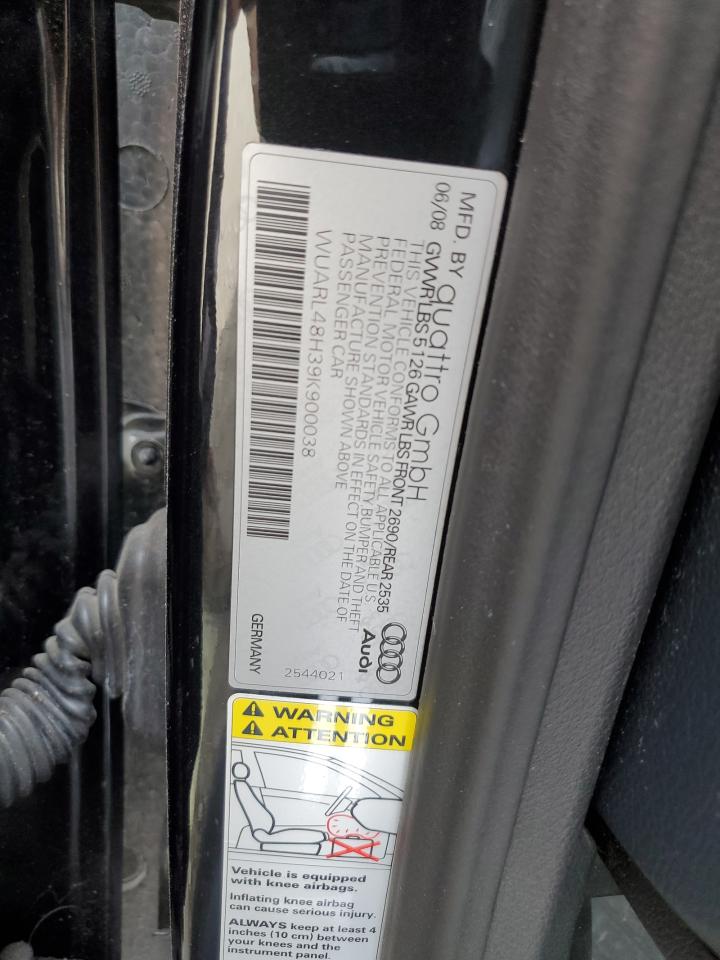 MFD. BY quattro GmbH
06/08 GVWR LBS 5126 GAWR LBS FRONT 2690/REAR 2535
THIS VEHICLE CONFORMS TO ALL APPLICABLE U.S
FEDERAL MOTOR VEHICLE SAFETY BUMPER AND THEFT
PREVENTION STANDARDS IN EFFECT ON THE DATE OF
MANUFACTURE SHOWN ABOVE
PASSENGER CAR
WUARL48H39K900038
Audi
2544021
GERMANY
WARNING
ATTENTION
Vehicle is equipped
with knee airbags.
Inflating knee airbag
can cause serious injury.
ALWAYS keep at least 4
inches (10 cm) between
your knees and the
instrument panel.